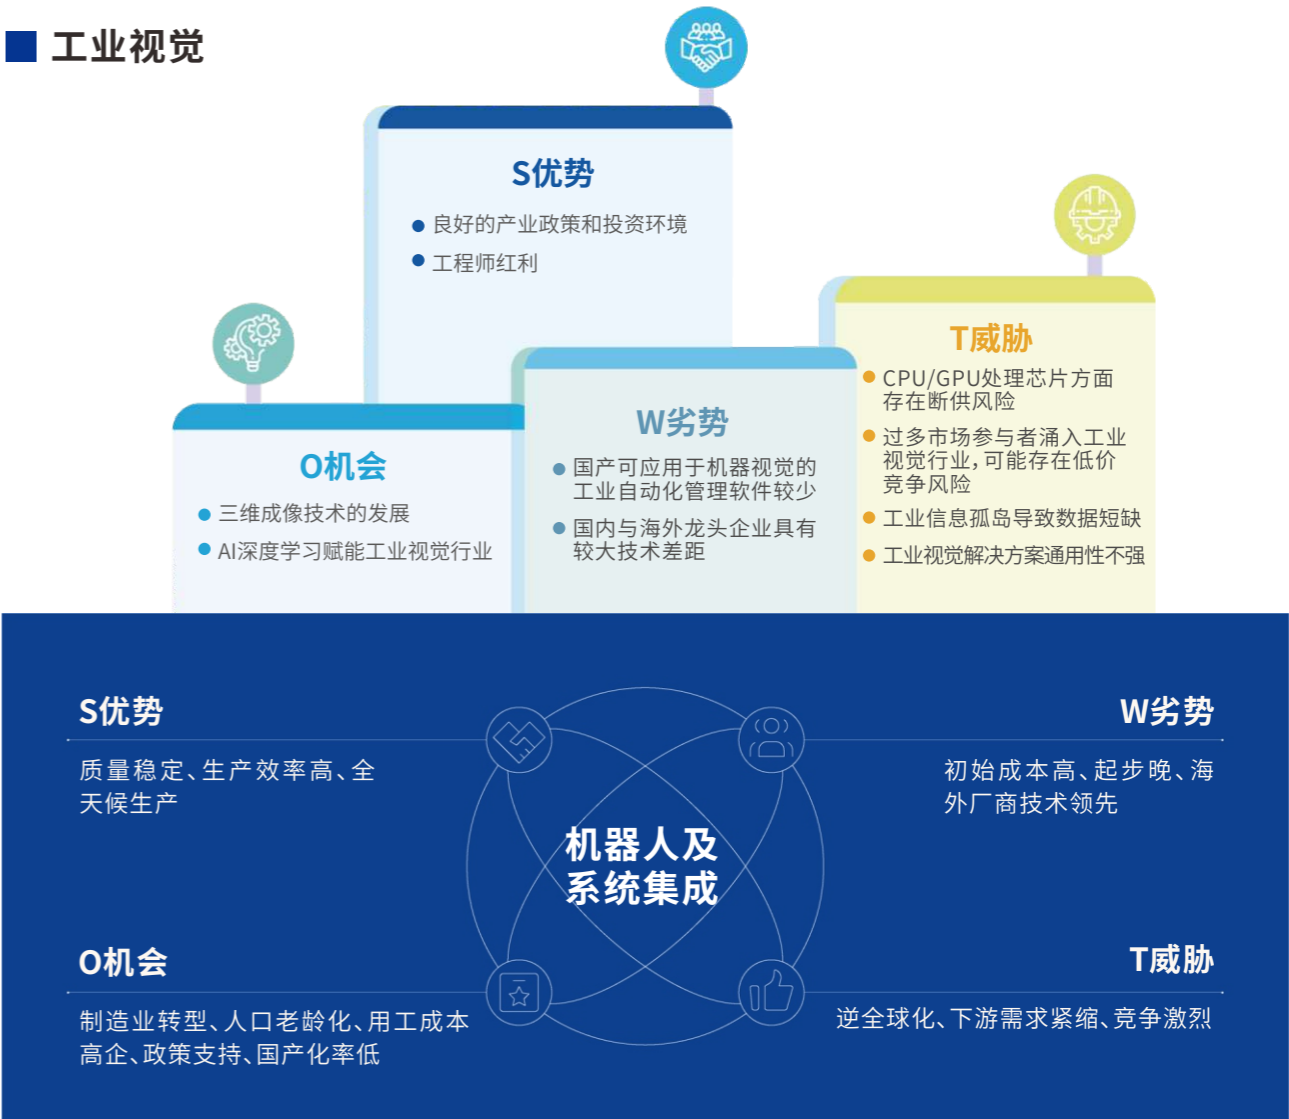 工业视觉
S优势
良好的产业政策和投资环境
工程师红利
O机会
三维成像技术的发展
AI深度学习赋能工业视觉行业
W劣势
国产可应用于机器视觉的
工业自动化管理软件较少
国内与海外龙头企业具有
较大技术差距
T威胁
CPU/GPU处理芯片方面
存在断供风险
过多市场参与者涌入工业
视觉行业,可能存在低价
竞争风险
工业信息孤岛导致数据短缺
工业视觉解决方案通用性不强
S优势
质量稳定、生产效率高、全
天候生产
W劣势
初始成本高、起步晚、海
外厂商技术领先
机器人及
系统集成
O机会
制造业转型、人口老龄化、用工成本
高企、政策支持、国产化率低
T威胁
逆全球化、下游需求紧缩、竞争激烈